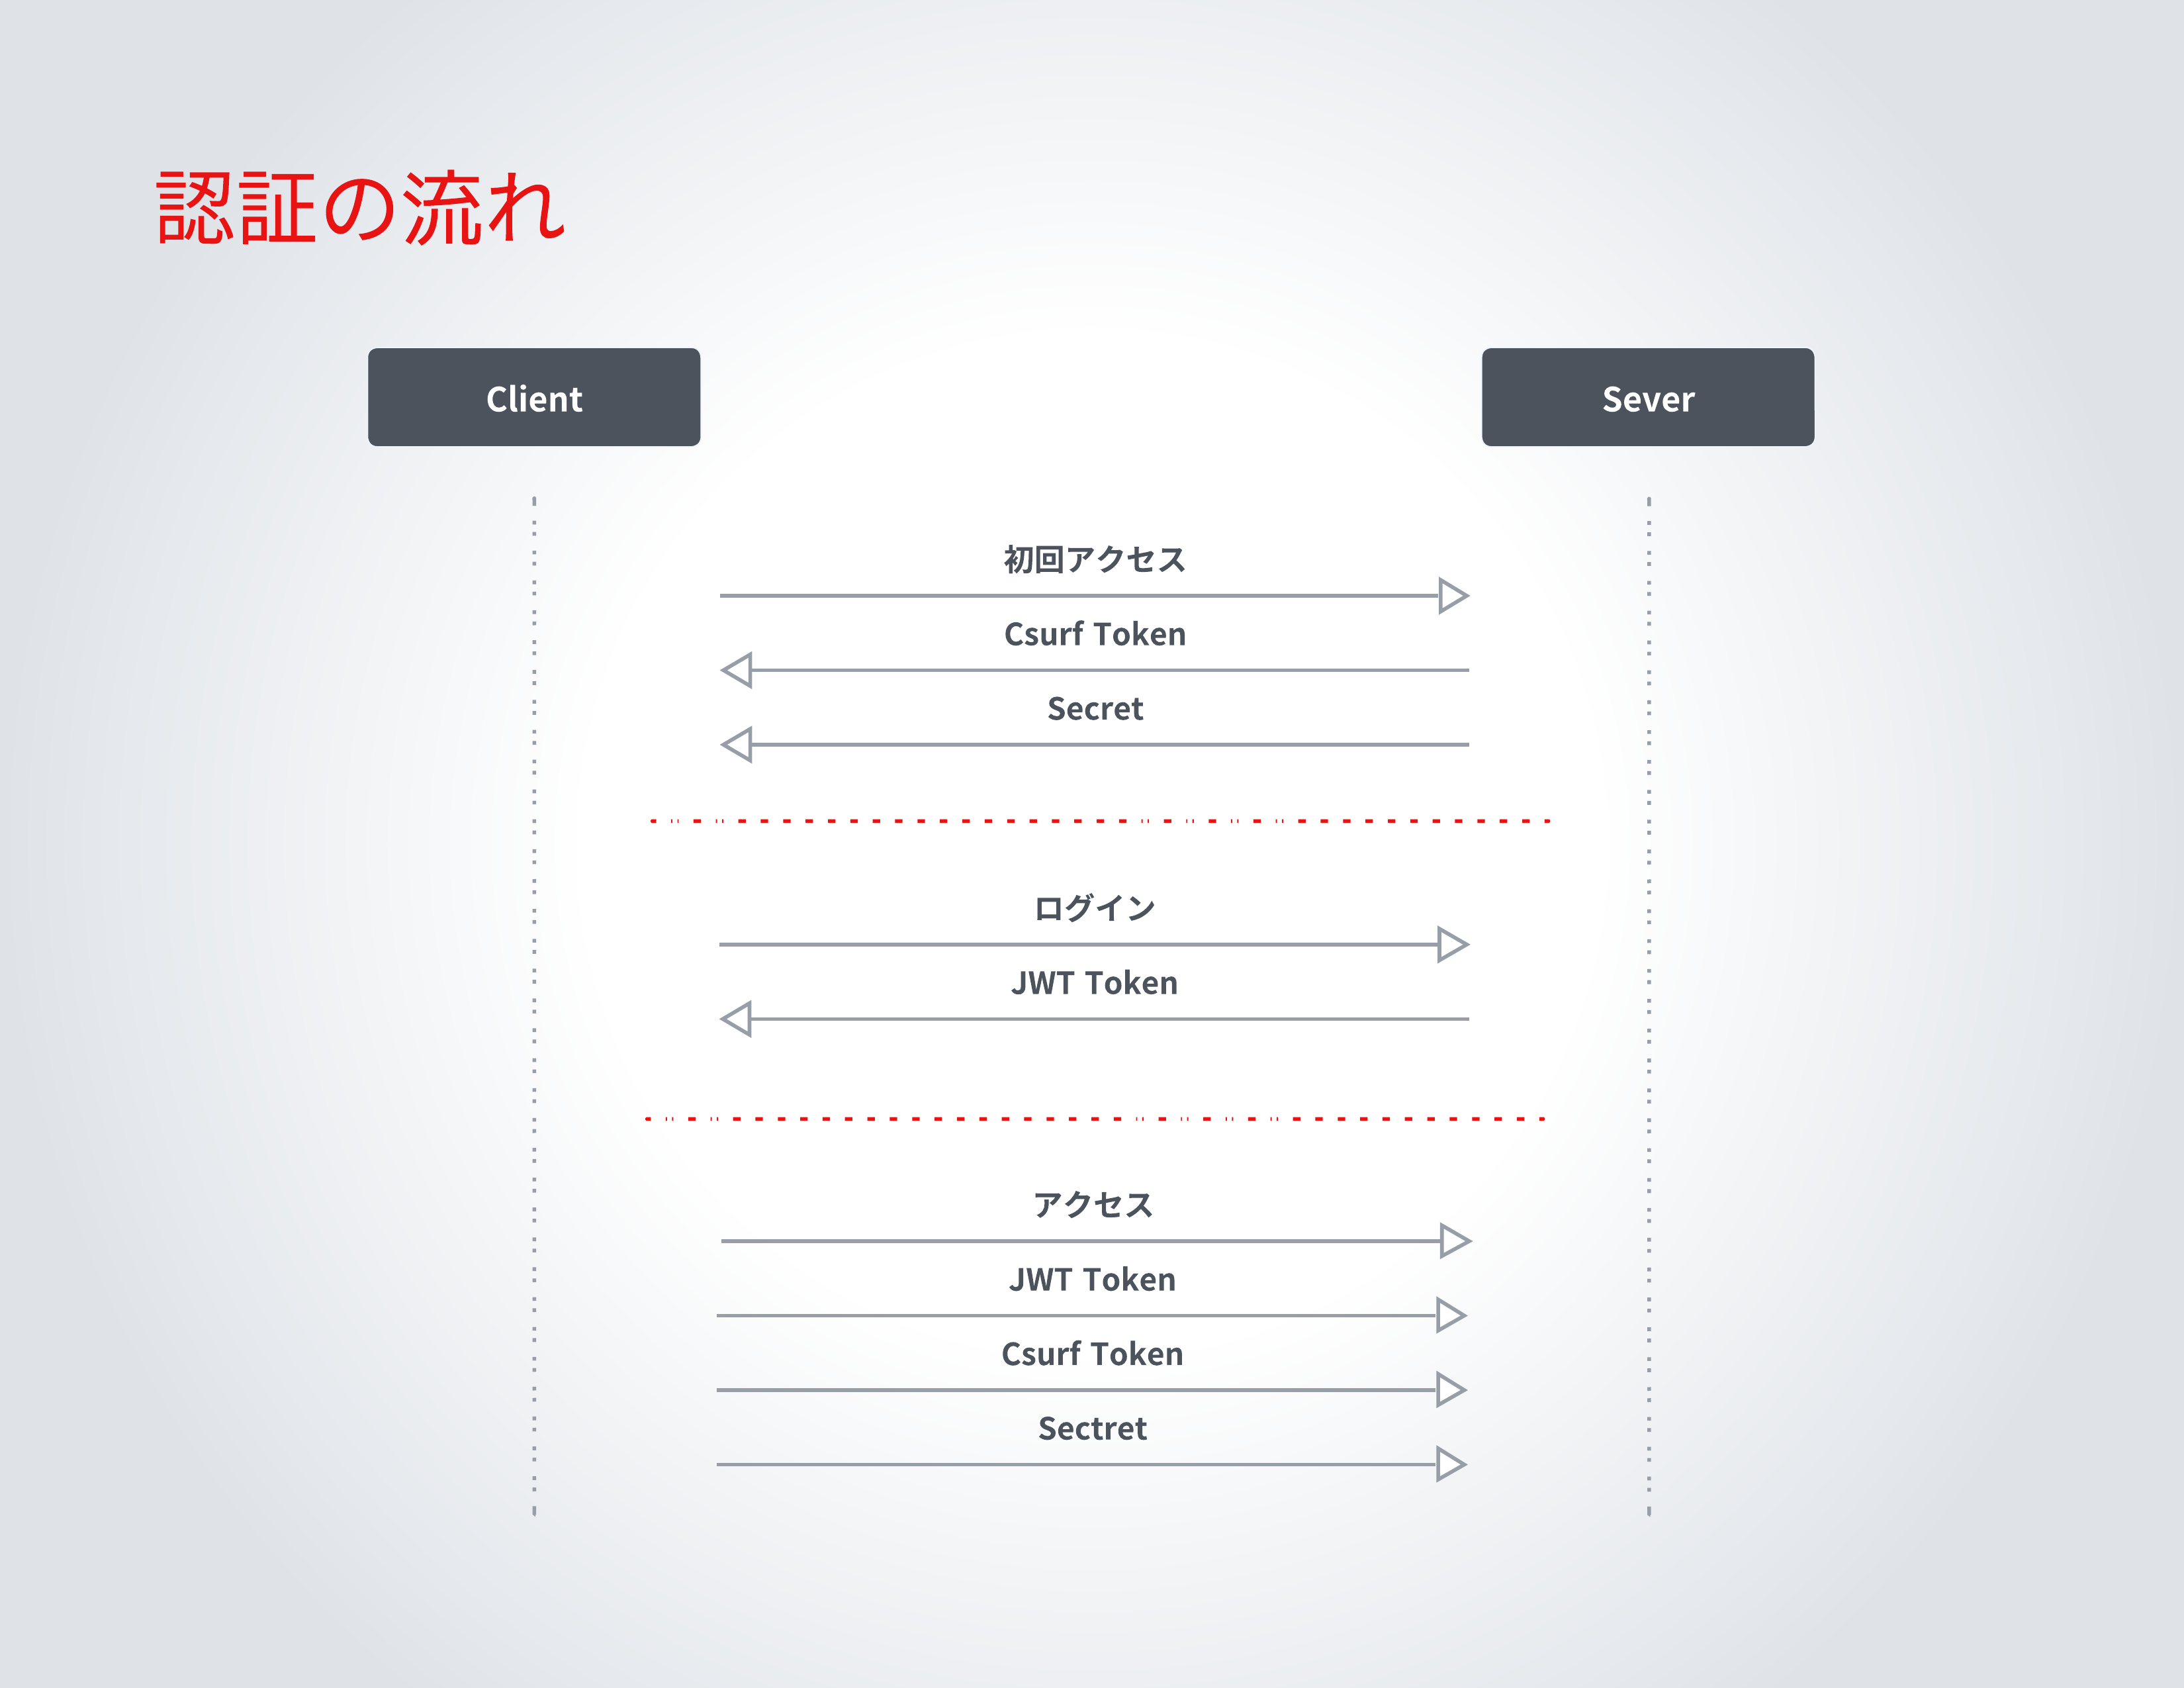 認証の流れ
Client
Sever
初回アクセス
Csurf Token
Secret
ログイン
JWT Token
アクセス
JWT Token
Csurf Token
Sectret